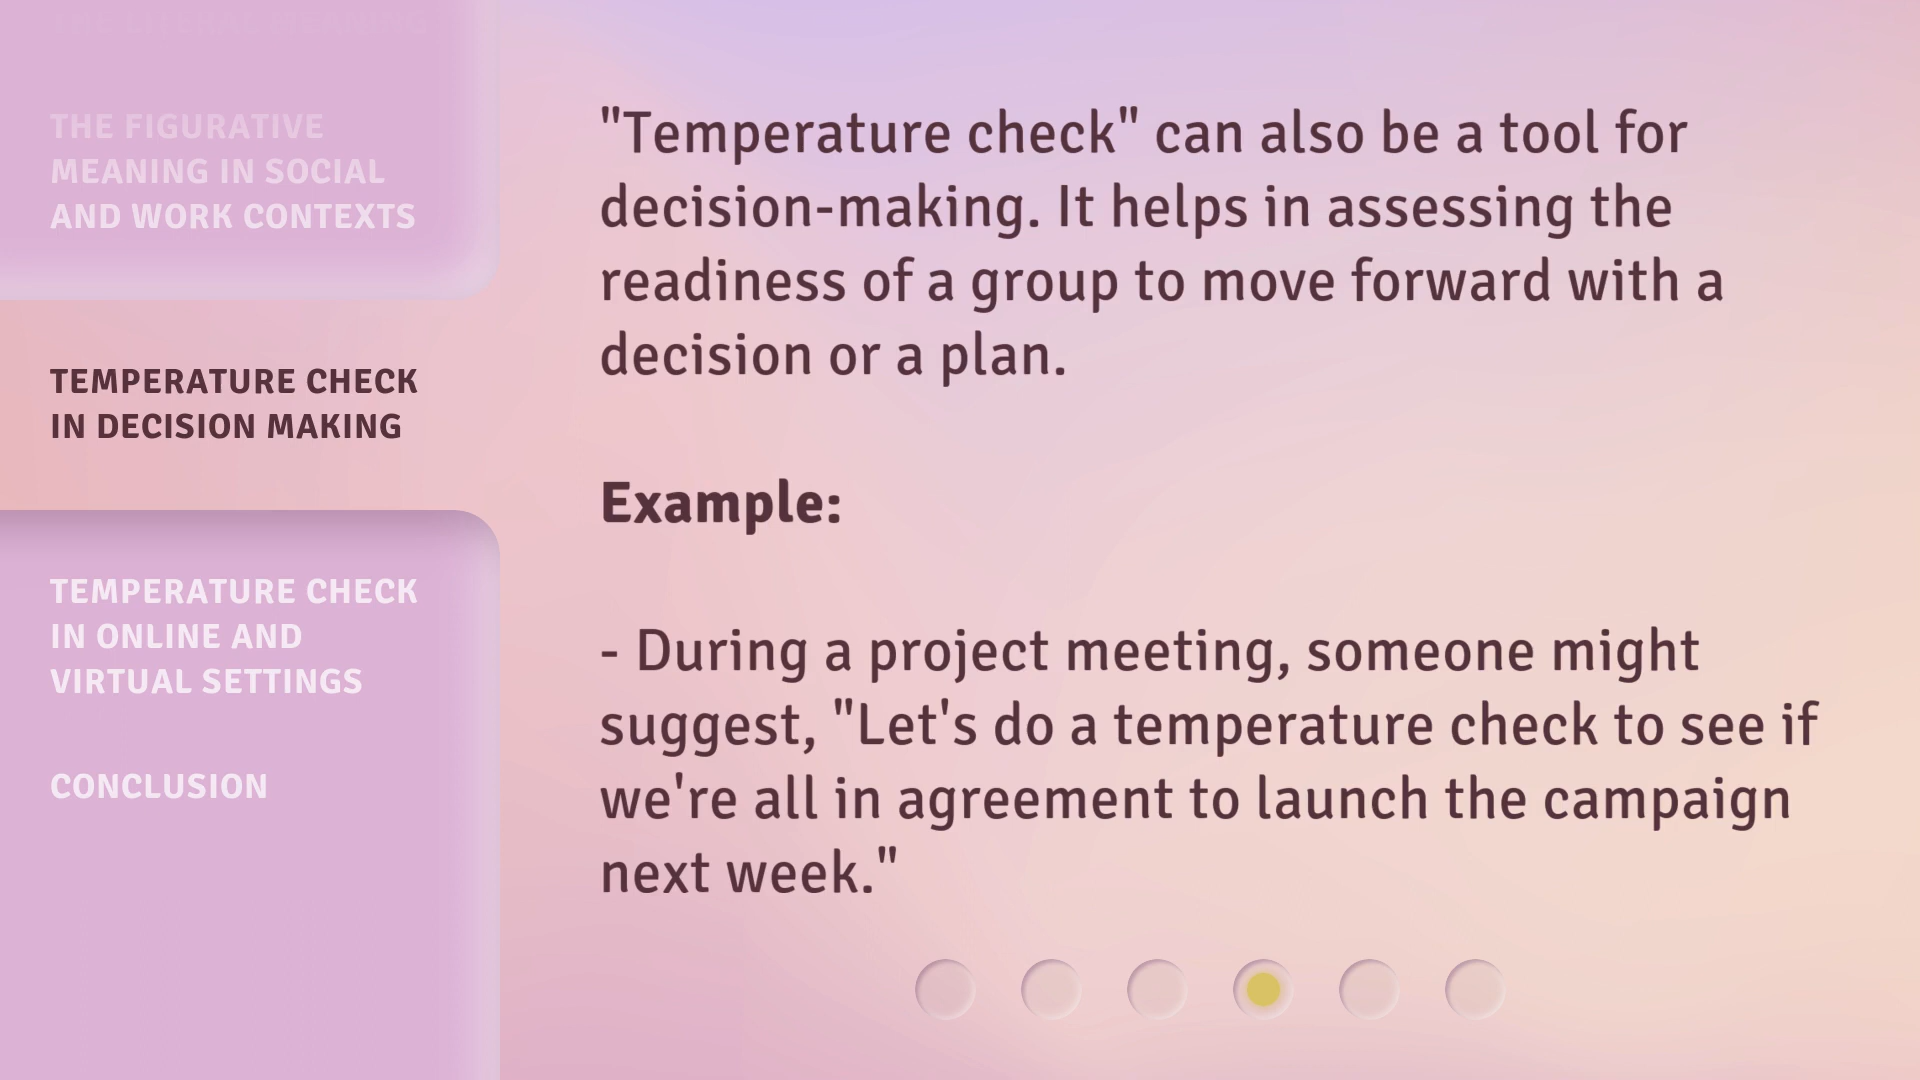 THE FIGURATIVE
MEANING IN SOCIAL
AND WORK CONTEXTS
TEMPERATURE CHECK
IN DECISION MAKING
TEMPERATURE CHECK
IN ONLINE AND
VIRTUAL SETTINGS
CONCLUSION
"Temperature check" can also be a tool for
decision-making. It helps in assessing the
readiness of a group to move forward with a
decision or a plan.
Example:
- During a project meeting, someone might
suggest, "Let's do a temperature check to see if
we're all in agreement to launch the campaign
next week."